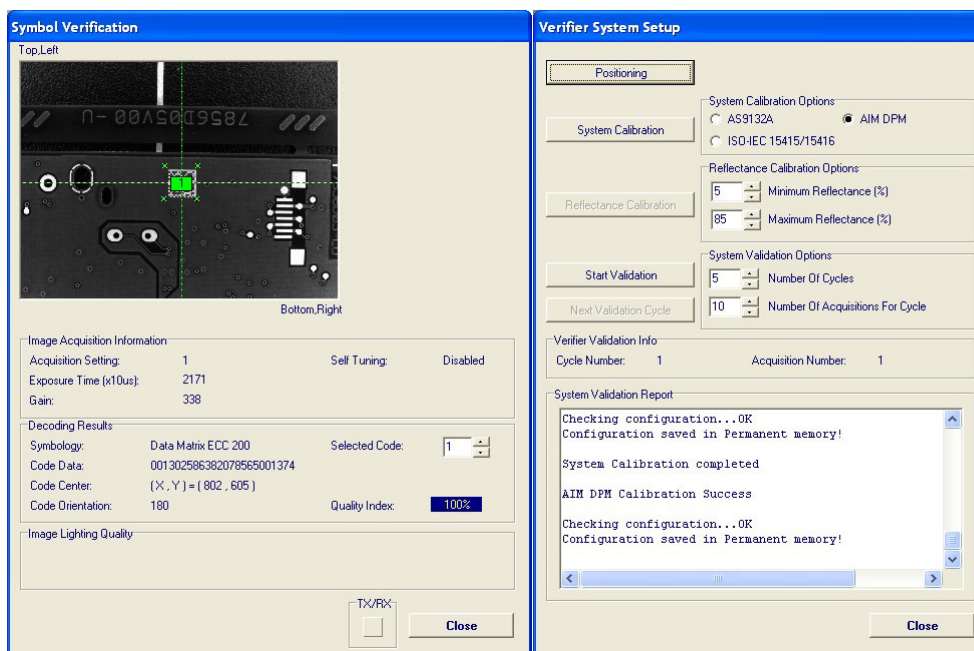 Symbol Verification
Top,Left
7856D05V00 -U
1
Bottom,Right
Image Acquisition Information
Acquisition Setting: 1 Self Tuning: Disabled
Exposure Time (x10us): 2171
Gain: 338
Decoding Results
Symbology: Data Matrix ECC 200 Selected Code: 1
Code Data: 001302586382078565001374
Code Center: ( X , Y ) = ( 802 , 605 )
Code Orientation: 180 Quality Index: 100%
Image Lighting Quality
TX/RX
Close
Verifier System Setup
Positioning
System Calibration
System Calibration Options
AS9132A AIM DPM
ISO-IEC 15415/15416
Reflectance Calibration
Reflectance Calibration Options
5 Minimum Reflectance (%)
85 Maximum Reflectance (%)
Start Validation
Next Validation Cycle
System Validation Options
5 Number Of Cycles
10 Number Of Acquisitions For Cycle
Verifier Validation Info
Cycle Number: 1 Acquisition Number: 1
System Validation Report
Checking configuration...OK
Configuration saved in Permanent memory!
System Calibration completed
AIM DPM Calibration Success
Checking configuration...OK
Configuration saved in Permanent memory!
Close